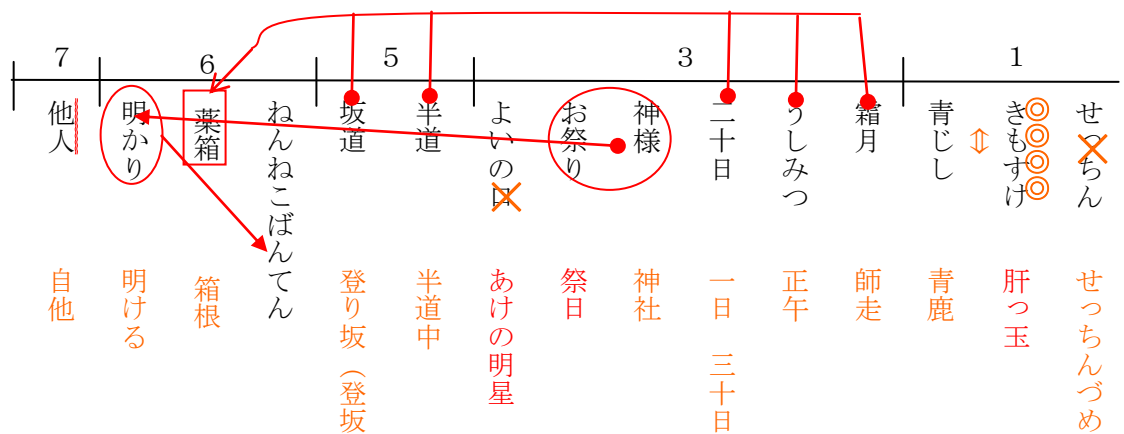 1
3
5
6
7
せっちん
きもすけ
◎◎◎◎
⇕
青じし
霜月
うしみつ
二十日
神様
お祭り
よいの口
半道
坂道
ねんねこばんてん
薬箱
明かり
他人
せっちんづめ
肝っ玉
青鹿
師走
正午
一日 三十日
神社
祭日
あけの明星
半道中
登り坂（登坂
箱根
明ける
自他